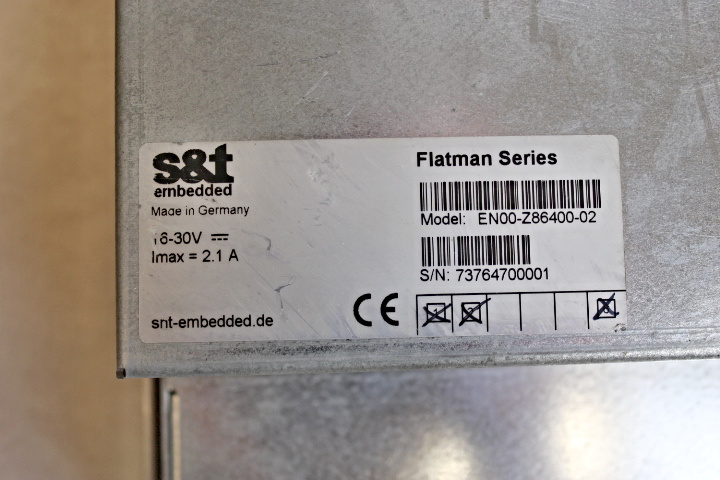 s&t
embedded
Made in Germany
16-30V
Imax = 2.1 A
snt-embedded.de
Flatman Series
Model: EN00-Z86400-02
S/N: 73764700001
CE